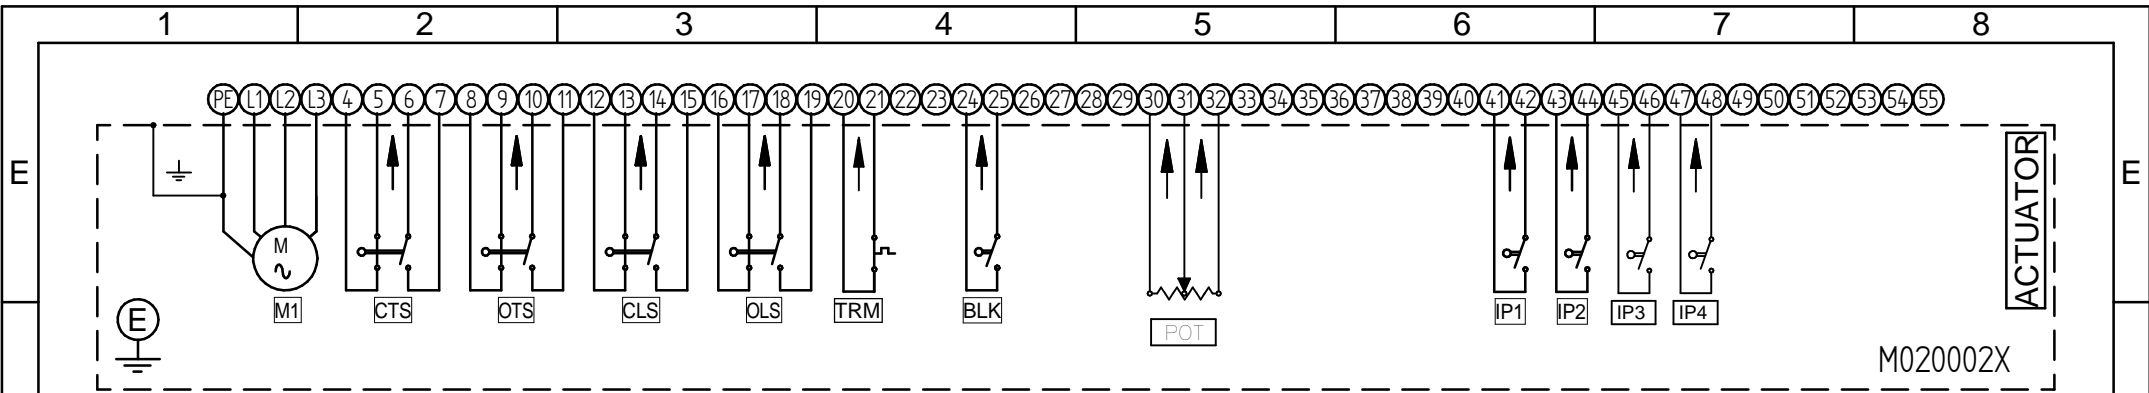 1 2 3 4 5 6 7 8
PE L1 L2 L3 4 5 6 7 8 9 10 11 12 13 14 15 16 17 18 19 20 21 22 23 24 25 26 27 28 29 30 31 32 33 34 35 36 37 38 39 40 41 42 43 44 45 46 47 48 49 50 51 52 53 54 55
E E
ACTUATOR
M
M1 CTS OTS CLS OLS TRM BLK IP1 IP2 IP3 IP4
E
POT
M020002X